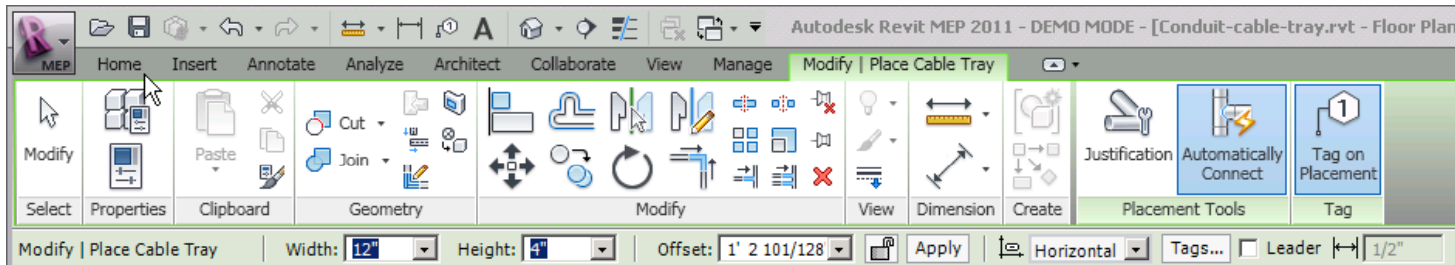 A Autodesk Revit MEP 2011 - DEMO MODE - [Conduit-cable-tray.rvt - Floor Plan
MEP Home Insert Annotate Analyze Architect Collaborate View Manage Modify | Place Cable Tray
Modify Paste Cut Join Justification Automatically Connect 1 Tag on Placement
Select Properties Clipboard Geometry Modify View Dimension Create Placement Tools Tag
Modify | Place Cable Tray Width: 12" Height: 4" Offset: 1' 2 101/128 Apply Horizontal Tags... Leader 1/2"